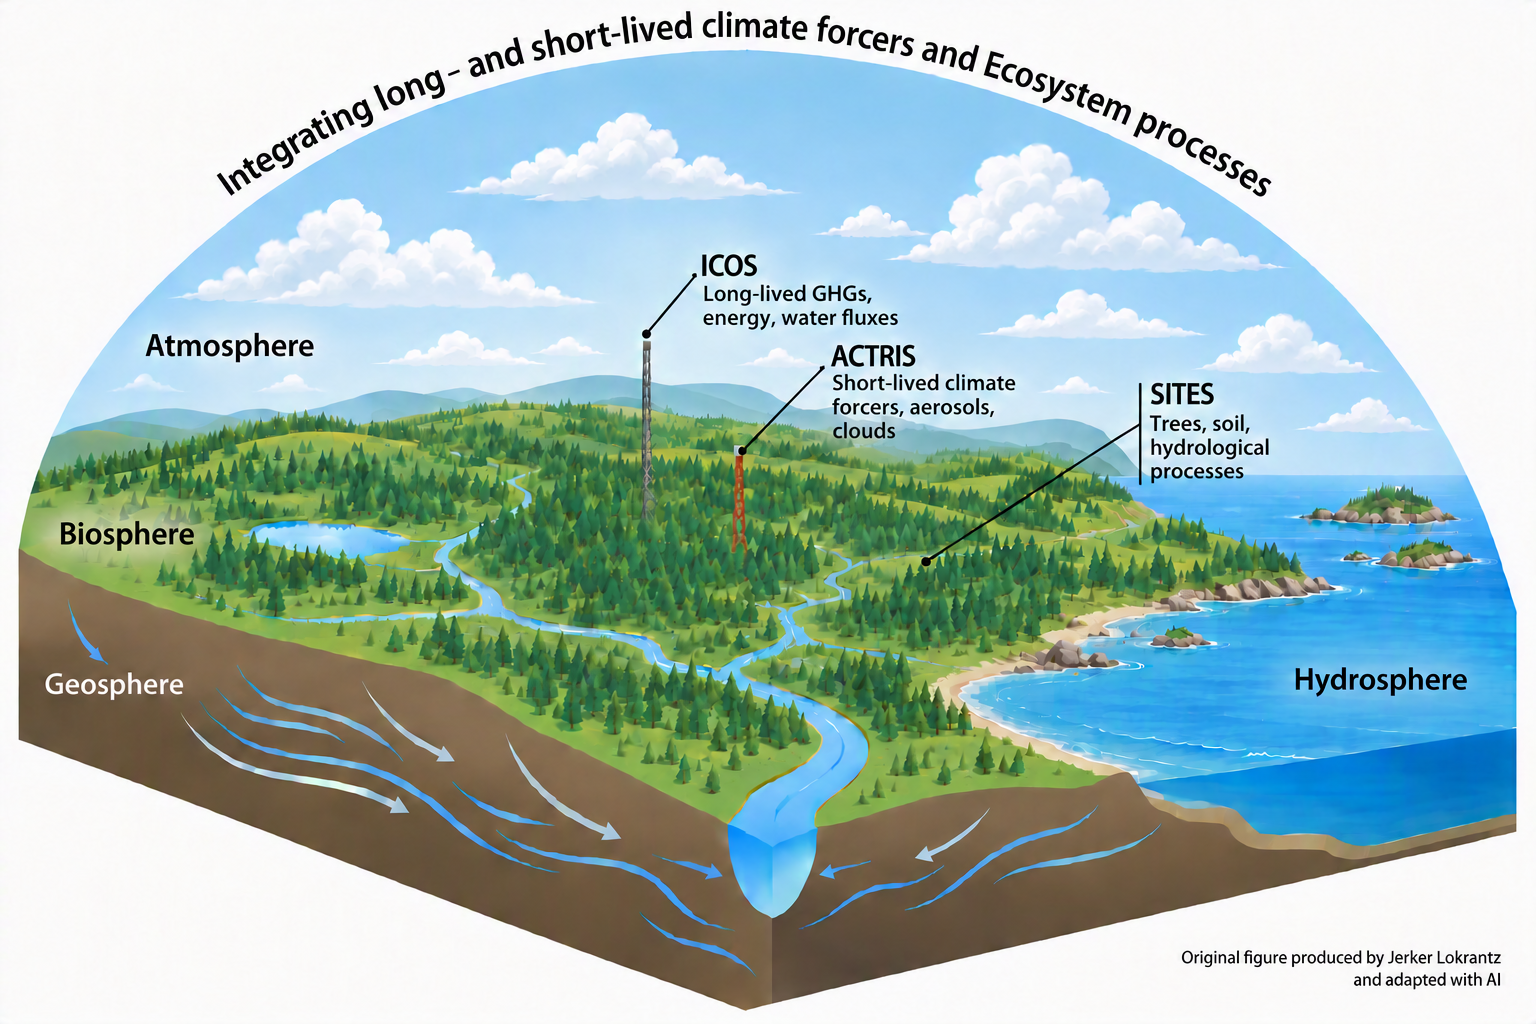 Integrating long- and short-lived climate forcers and Ecosystem processes
ICOS
Long-lived GHGs,
energy, water fluxes
Atmosphere
ACTRIS
Short-lived climate
forcers, aerosols,
clouds
SITES
Trees, soil,
hydrological
processes
Biosphere
Geosphere
Hydrosphere
Original figure produced by Jerker Lokrantz
and adapted with AI